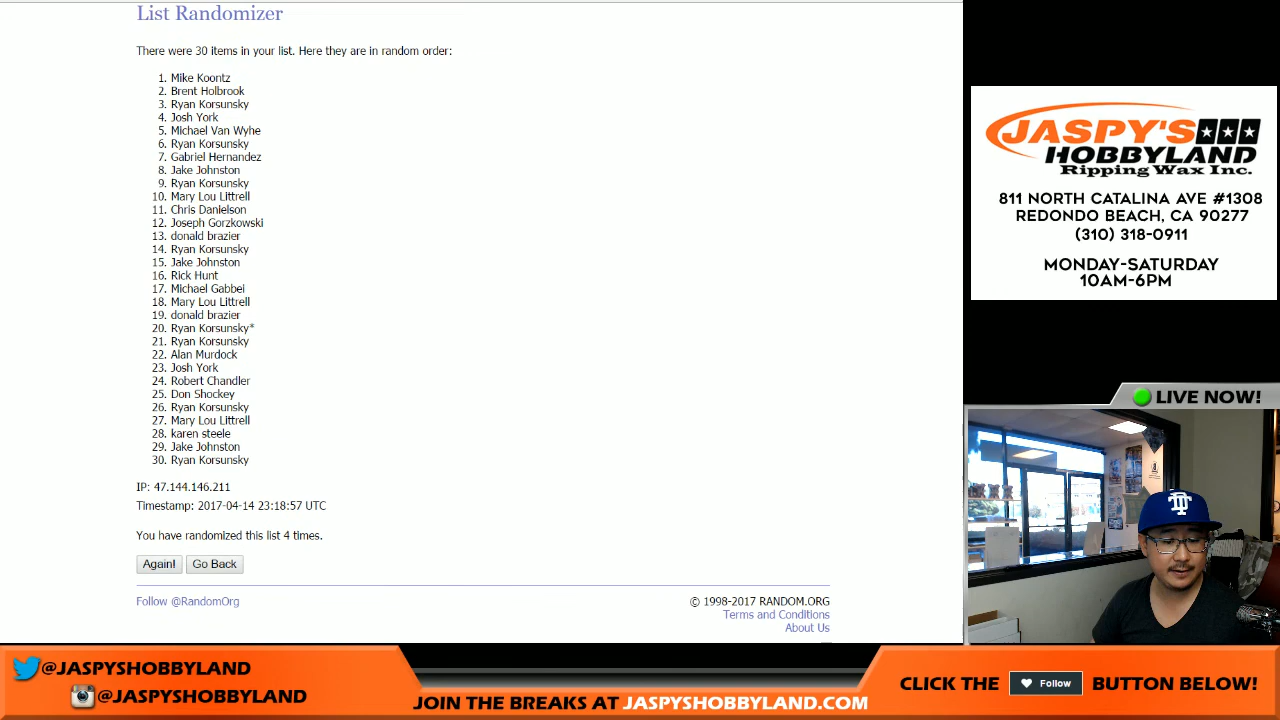 List Randomizer
There were 30 items in your list. Here they are in random order:
1. Mike Koontz
2. Brent Holbrook
3. Ryan Korsunsky
4. Josh York
5. Michael Van Wyhe
6. Ryan Korsunsky
7. Gabriel Hernandez
8. Jake Johnston
9. Ryan Korsunsky
10. Mary Lou Littrell
11. Chris Danielson
12. Joseph Gorzkowski
13. donald brazier
14. Ryan Korsunsky
15. Jake Johnston
16. Rick Hunt
17. Michael Gabbei
18. Mary Lou Littrell
19. donald brazier
20. Ryan Korsunsky*
21. Ryan Korsunsky
22. Alan Murdock
23. Josh York
24. Robert Chandler
25. Don Shockey
26. Ryan Korsunsky
27. Mary Lou Littrell
28. karen steele
29. Jake Johnston
30. Ryan Korsunsky
IP: 47.144.146.211
Timestamp: 2017-04-14 23:18:57 UTC
You have randomized this list 4 times.
Again! Go Back
Follow @RandomOrg
© 1998-2017 RANDOM.ORG
Terms and Conditions
About Us
JASPY'S
HOBBYLAND
Ripping Wax Inc.
811 NORTH CATALINA AVE #1308
REDONDO BEACH, CA 90277
(310) 318-0911
MONDAY-SATURDAY
10AM-6PM
LIVE NOW!
@JASPYSHOBBYLAND
@JASPYSHOBBYLAND
JOIN THE BREAKS AT JASPYSHOBBYLAND.COM
CLICK THE Follow BUTTON BELOW!